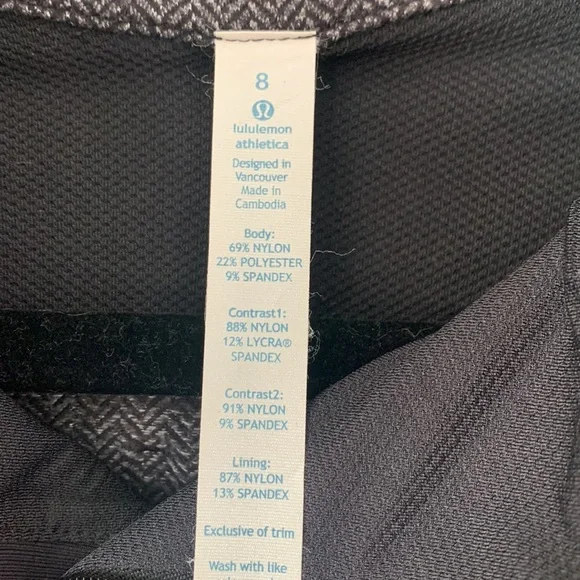 8
lululemon
athletica
Designed in
Vancouver
Made in
Cambodia
Body:
69% NYLON
22% POLYESTER
9% SPANDEX
Contrast1:
88% NYLON
12% LYCRA®
SPANDEX
Contrast2:
91% NYLON
9% SPANDEX
Lining:
87% NYLON
13% SPANDEX
Exclusive of trim
Wash with like